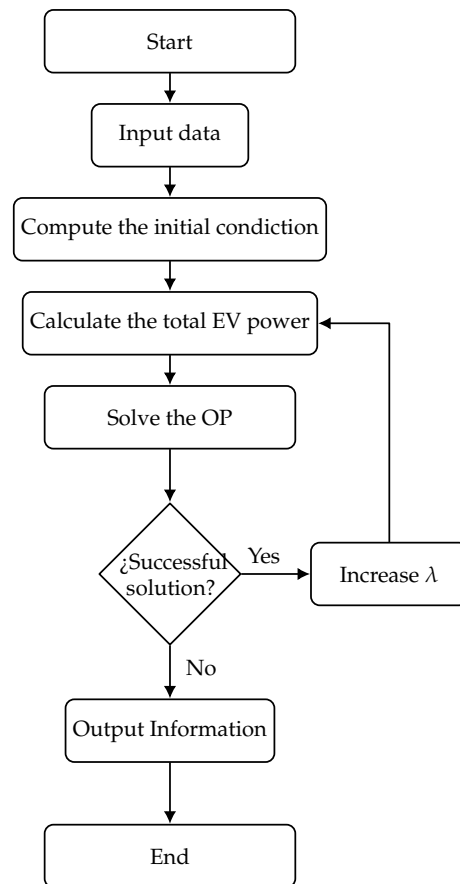 Start
Input data
Compute the initial condiction
Calculate the total EV power
Solve the OP
¿Successful
solution?
Yes
Increase λ
No
Output Information
End